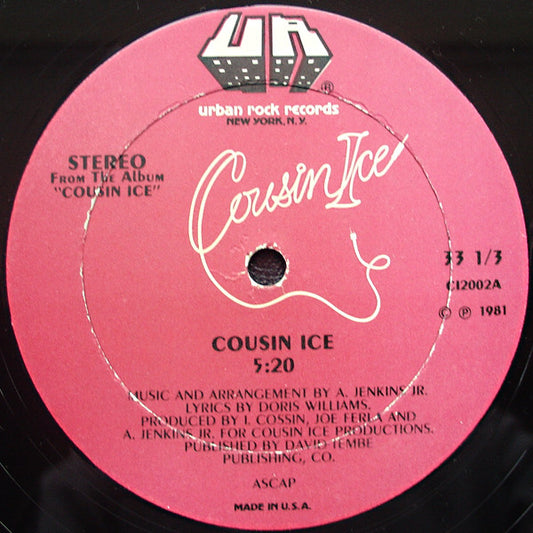 UR
urban rock records
NEW YORK, N.Y.
STEREO
FROM THE ALBUM
"COUSIN ICE"
Cousin Ice
33 1/3
CI2002A
© ℗ 1981
COUSIN ICE
5:20
MUSIC AND ARRANGEMENT BY A. JENKINS JR.
LYRICS BY DORIS WILLIAMS.
PRODUCED BY I. COSSIN, JOE FERLA AND
A. JENKINS JR. FOR COUSIN ICE PRODUCTIONS.
PUBLISHED BY DAVID TEMBE
PUBLISHING, CO.
ASCAP
MADE IN U.S.A.